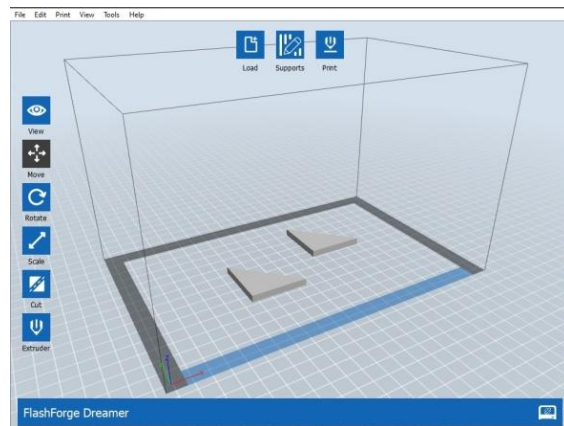 File Edit Print View Tools Help
Load Supports Print
View
Move
Rotate
Scale
Cut
Extruder
Z
FlashForge Dreamer